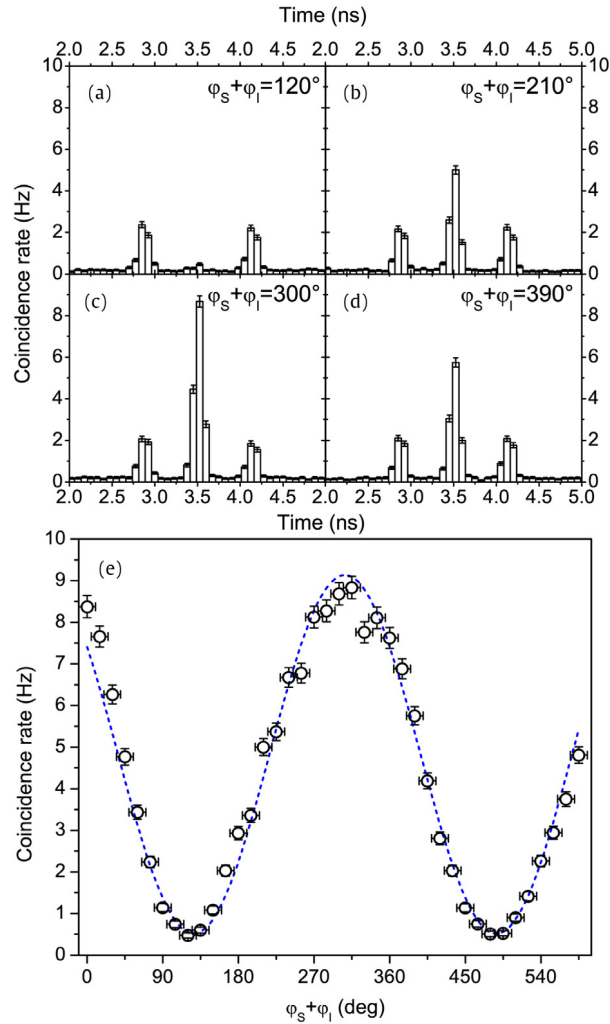 Time (ns)
2.0 2.5 3.0 3.5 4.0 4.5 2.0 2.5 3.0 3.5 4.0 4.5 5.0
10 (a) φS+φI=120° (b) φS+φI=210° 10
8 8
6 6
4 4
2 2
0 0
Coincidence rate (Hz)
(c) φS+φI=300° (d) φS+φI=390°
8 8
6 6
4 4
2 2
0 0
2.0 2.5 3.0 3.5 4.0 4.5 2.0 2.5 3.0 3.5 4.0 4.5 5.0
Time (ns)
10
(e)
9
8
7
6
5
4
3
2
1
0
Coincidence rate (Hz)
0 90 180 270 360 450 540
φS+φI (deg)